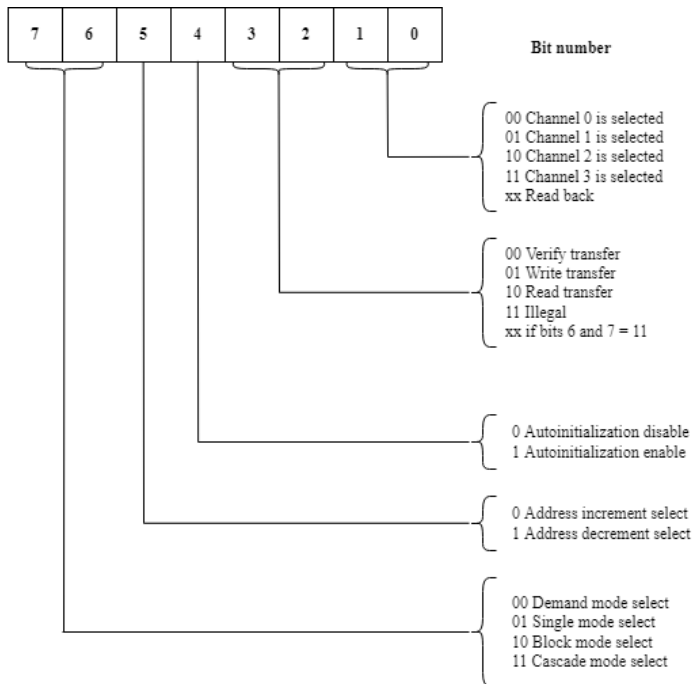 7 6 5 4 3 2 1 0
Bit number
00 Channel 0 is selected
01 Channel 1 is selected
10 Channel 2 is selected
11 Channel 3 is selected
xx Read back
00 Verify transfer
01 Write transfer
10 Read transfer
11 Illegal
xx if bits 6 and 7 = 11
0 Autoinitialization disable
1 Autoinitialization enable
0 Address increment select
1 Address decrement select
00 Demand mode select
01 Single mode select
10 Block mode select
11 Cascade mode select